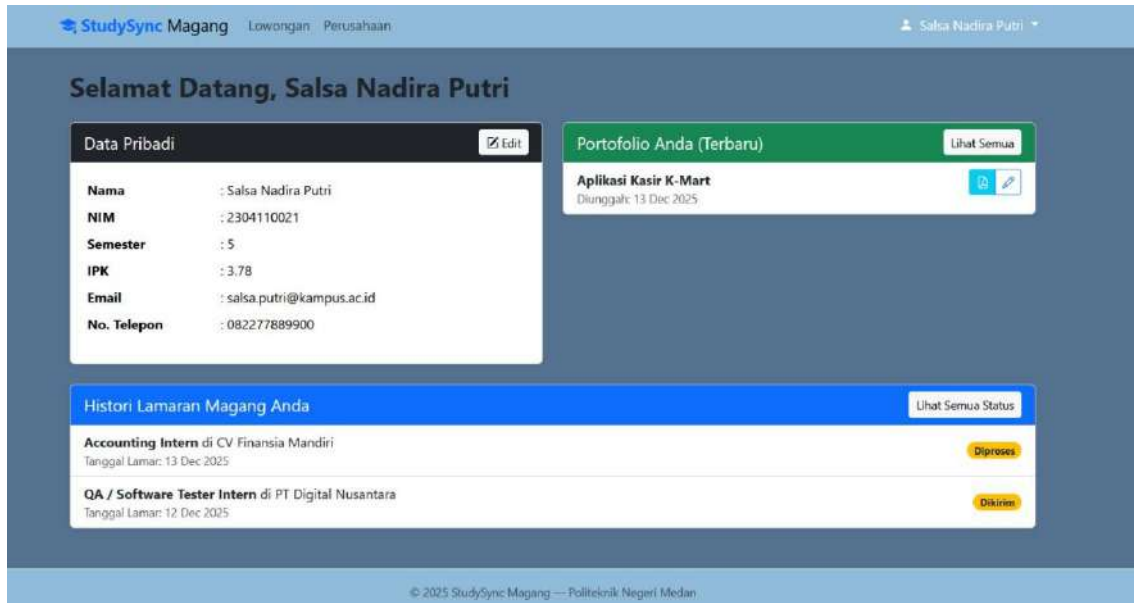 StudySync Magang Lowongan Perusahaan Salsa Nadira Putri
Selamat Datang, Salsa Nadira Putri
Data Pribadi Edit
Nama : Salsa Nadira Putri
NIM : 2304110021
Semester : 5
IPK : 3.78
Email : salsa.putri@kampus.ac.id
No. Telepon : 082277889900
Portofolio Anda (Terbaru) Lihat Semua
Aplikasi Kasir K-Mart
Diunggah: 13 Dec 2025
Histori Lamaran Magang Anda Lihat Semua Status
Accounting Intern di CV Finansia Mandiri
Tanggal Lamar: 13 Dec 2025
Diproses
QA / Software Tester Intern di PT Digital Nusantara
Tanggal Lamar: 12 Dec 2025
Dikirim
© 2025 StudySync Magang — Politeknik Negeri Medan